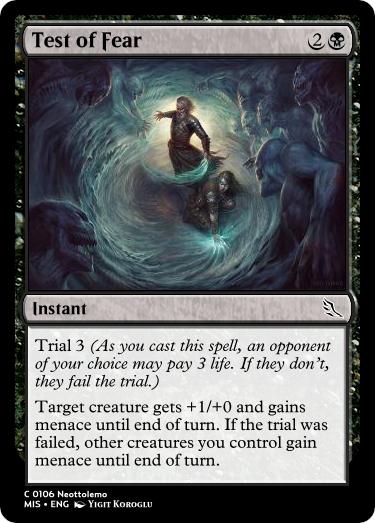 Test of Fear 2
Instant
Trial 3 (As you cast this spell, an opponent
of your choice may pay 3 life. If they don't,
they fail the trial.)
Target creature gets +1/+0 and gains
menace until end of turn. If the trial was
failed, other creatures you control gain
menace until end of turn.
C 0106 Neottolemo
MIS • ENG Yigit Koroglu